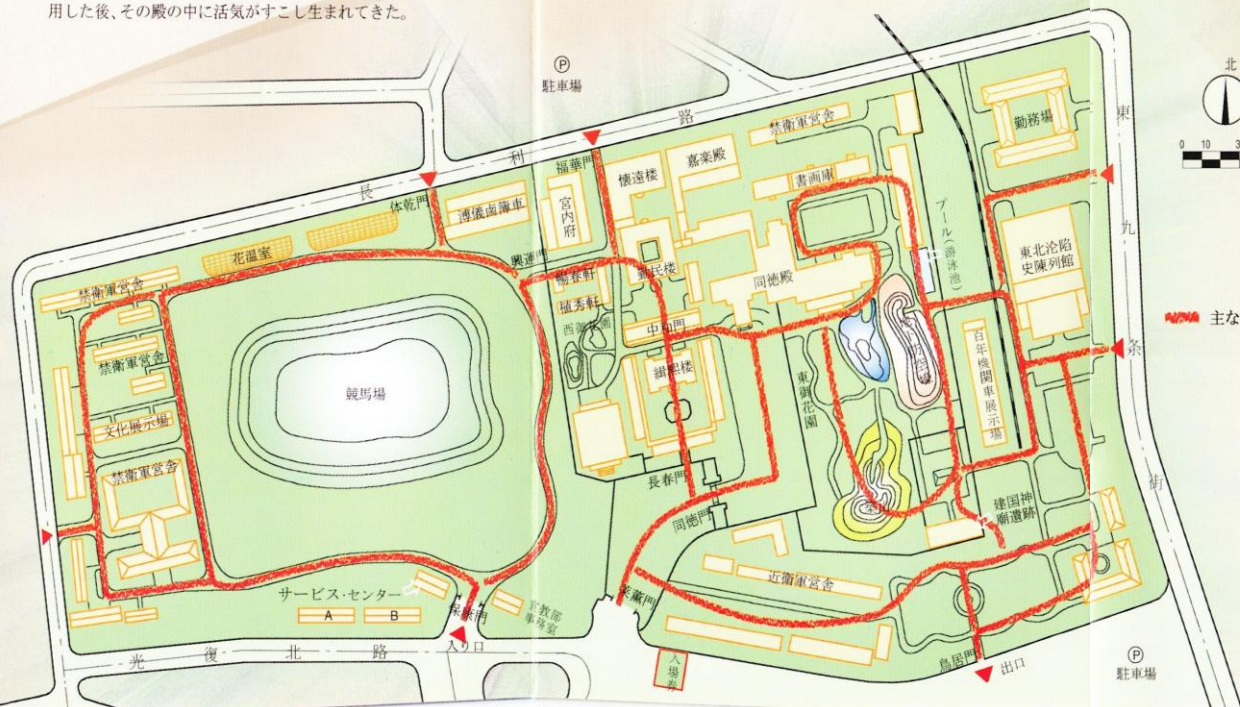 用した後、その殿の中に活気がすこし生まれてきた。
Ⓟ
駐車場
北
0 10 3
長利路
東九条街
光復北路
禁衛軍営舎
勤務場
福華門
懐遠楼
嘉楽殿
書画庫
体乾門
溥儀鹵簿車
宮内府
花温室
興運門
暢春軒
勤民楼
同徳殿
プール(游泳池)
東北沦陥
史陳列館
植秀軒
西御花園
中和門
禁衛軍営舎
禁衛軍営舎
競馬場
緝熙楼
東御花園
百年機関車展示場
主な
文化展示場
禁衛軍営舎
長春門
同徳門
建国神
廟遺跡
近衛軍営舎
サービス・センター
A
B
保康門
入り口
莱薫門
入場券
鳥居門
出口
Ⓟ
駐車場